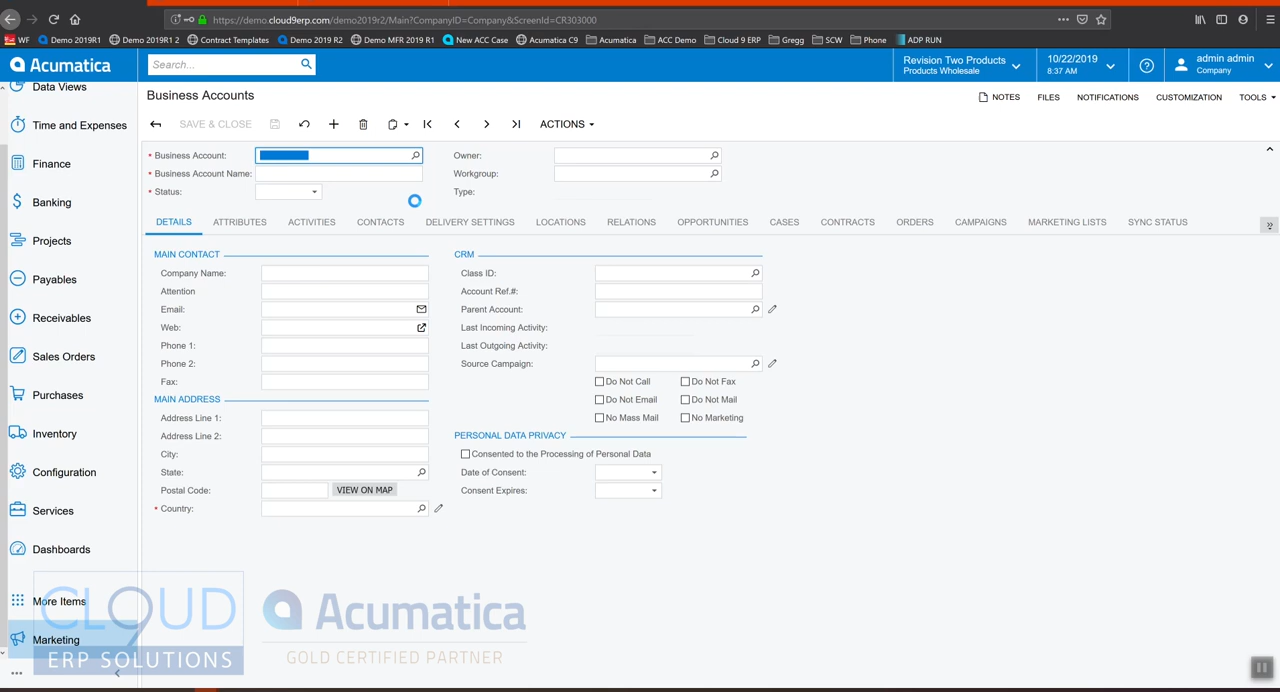 https://demo.cloud9erp.com/demo2019r2/Main?CompanyID=Company&ScreenId=CR303000
WF Demo 2019R1 Demo 2019R1 2 Contract Templates Demo 2019 R2 Demo MFR 2019 R1 New ACC Case Acumatica C9 Acumatica ACC Demo Cloud 9 ERP Gregg SCW Phone ADP RUN
Acumatica Search... Revision Two Products Products Wholesale 10/22/2019 8:37 AM admin admin Company
Data Views
Time and Expenses
Finance
Banking
Projects
Payables
Receivables
Sales Orders
Purchases
Inventory
Configuration
Services
Dashboards
More Items
Marketing
Business Accounts NOTES FILES NOTIFICATIONS CUSTOMIZATION TOOLS
SAVE & CLOSE ACTIONS
Business Account: Owner:
Business Account Name: Workgroup:
Status: Type:
DETAILS ATTRIBUTES ACTIVITIES CONTACTS DELIVERY SETTINGS LOCATIONS RELATIONS OPPORTUNITIES CASES CONTRACTS ORDERS CAMPAIGNS MARKETING LISTS SYNC STATUS
MAIN CONTACT
Company Name:
Attention
Email:
Web:
Phone 1:
Phone 2:
Fax:
MAIN ADDRESS
Address Line 1:
Address Line 2:
City:
State:
Postal Code: VIEW ON MAP
Country:
CRM
Class ID:
Account Ref.#:
Parent Account:
Last Incoming Activity:
Last Outgoing Activity:
Source Campaign:
Do Not Call Do Not Fax
Do Not Email Do Not Mail
No Mass Mail No Marketing
PERSONAL DATA PRIVACY
Consented to the Processing of Personal Data
Date of Consent:
Consent Expires:
CLOUD 9
ERP SOLUTIONS
Acumatica
GOLD CERTIFIED PARTNER